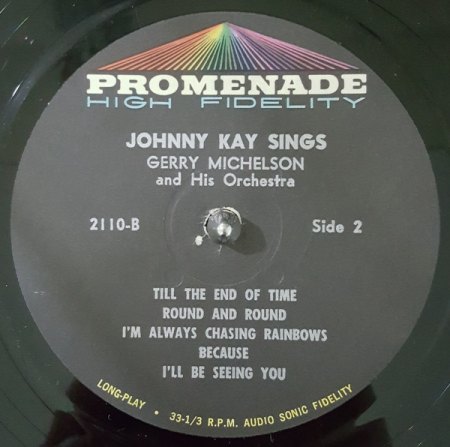 PROMENADE
HIGH FIDELITY
JOHNNY KAY SINGS
GERRY MICHELSON
and His Orchestra
2110-B Side 2
TILL THE END OF TIME
ROUND AND ROUND
I'M ALWAYS CHASING RAINBOWS
BECAUSE
I'LL BE SEEING YOU
LONG-PLAY • 33-1/3 R.P.M. AUDIO SONIC FIDELITY